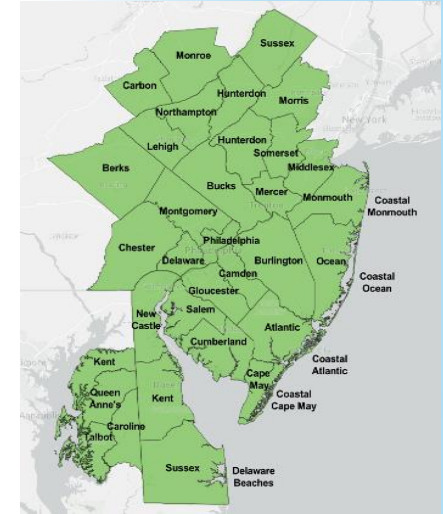 Sussex
Monroe
Carbon
Hunterdon
Morris
Northampton
Lehigh
Hunterdon
Somerset
Middlesex
Berks
Bucks
Mercer
Monmouth
Coastal
Monmouth
Montgomery
Philadelphia
Chester
Delaware
Burlington
Ocean
Camden
Coastal
Ocean
Gloucester
Salem
New
Castle
Atlantic
Cumberland
Coastal
Atlantic
Kent
Cape
May
Queen
Anne's
Kent
Coastal
Cape May
Caroline
Talbot
Sussex
Delaware
Beaches
New York